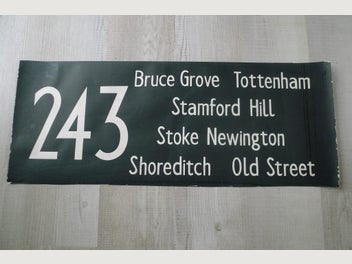 243
Bruce Grove Tottenham
Stamford Hill
Stoke Newington
Shoreditch Old Street